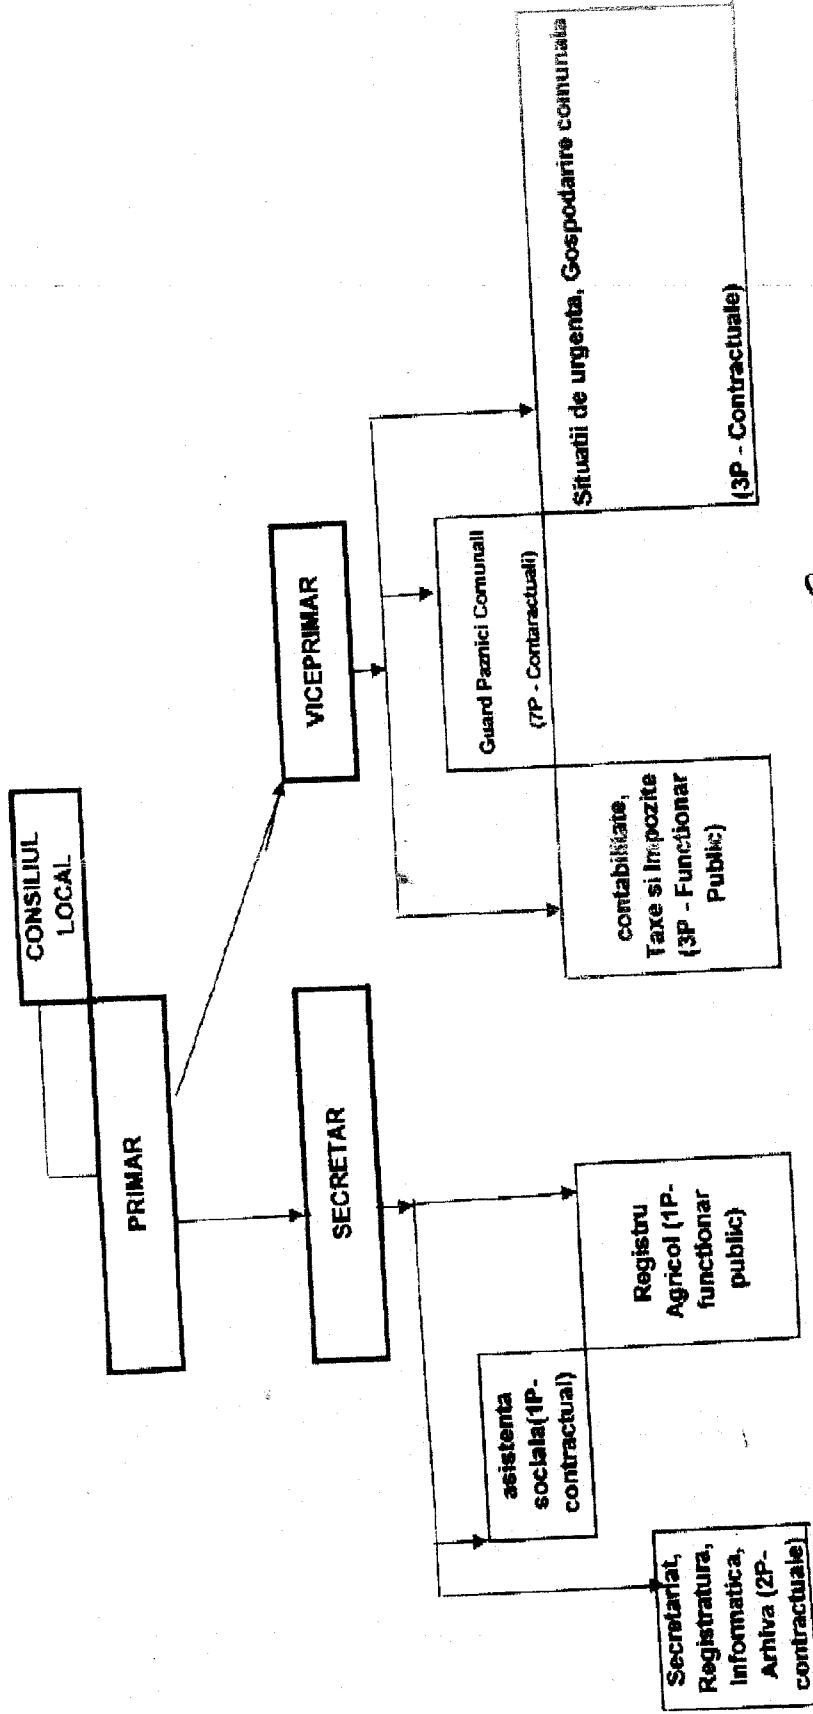 CONSILIUL
LOCAL
PRIMAR
VICEPRIMAR
SECRETAR
Secretariat,
Registratura,
Informatica,
Arhiva (2P-
contractuale)
asistenta
sociala(1P-
contractual)
Registru
Agricol (1P-
functionar
public)
contabilitate,
Taxe si Impozite
(3P - Functionar
Public)
Guard Paznici Comunali
(7P - Contaractuali)
Situatii de urgenta, Gospodarire comunala
(3P - Contractuale)